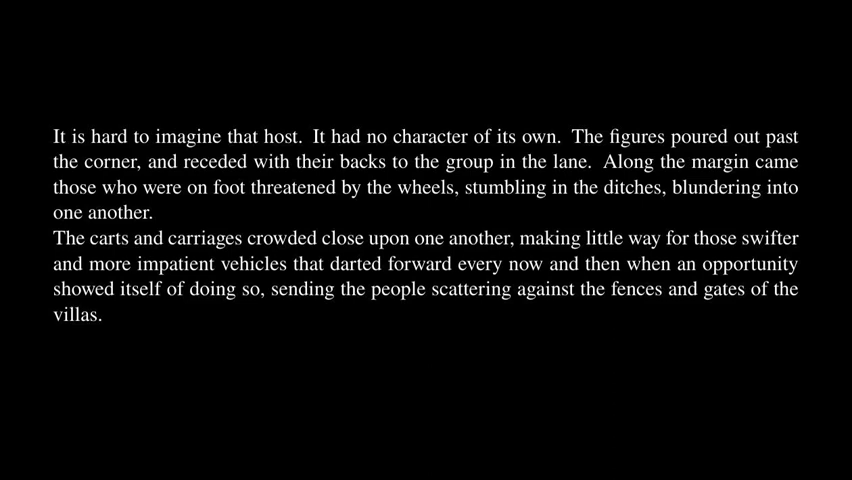 It is hard to imagine that host. It had no character of its own. The figures poured out past
the corner, and receded with their backs to the group in the lane. Along the margin came
those who were on foot threatened by the wheels, stumbling in the ditches, blundering into
one another.
The carts and carriages crowded close upon one another, making little way for those swifter
and more impatient vehicles that darted forward every now and then when an opportunity
showed itself of doing so, sending the people scattering against the fences and gates of the
villas.